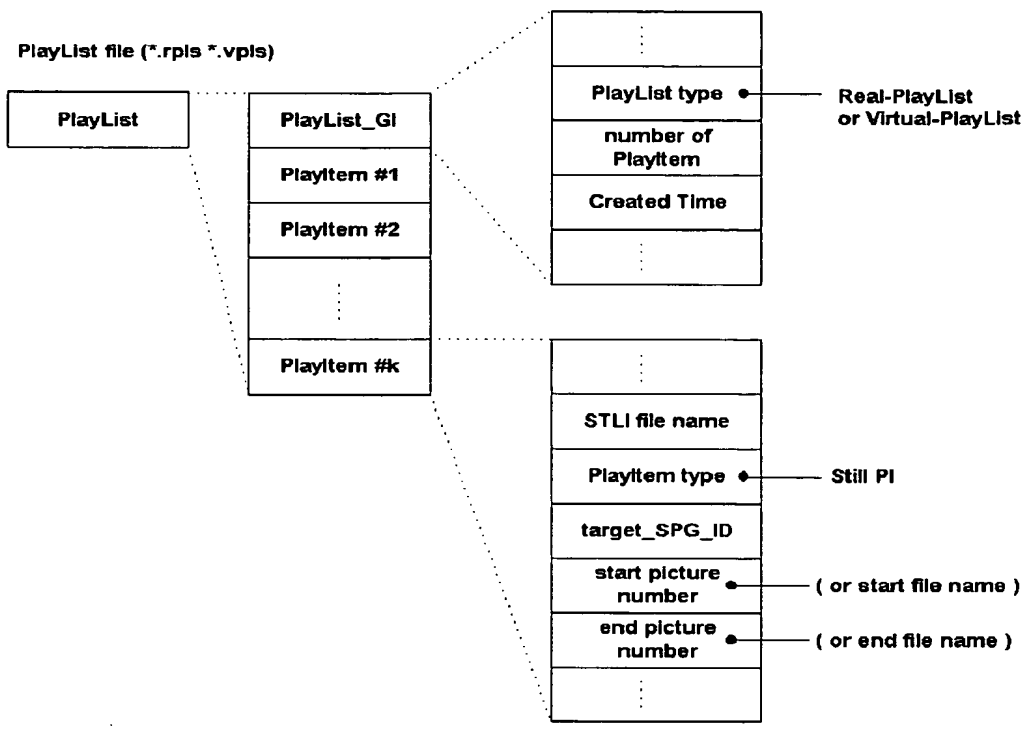 PlayList file (*.rpls *.vpls)
PlayList
PlayList_GI
PlayItem #1
PlayItem #2
PlayItem #k
PlayList type
Real-PlayList
or Virtual-PlayList
number of
PlayItem
Created Time
STLI file name
PlayItem type
Still PI
target_SPG_ID
start picture
number
( or start file name )
end picture
number
( or end file name )